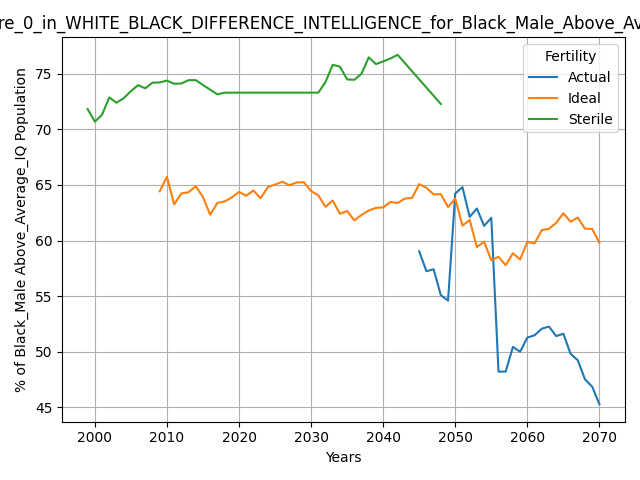 re_0_in_WHITE_BLACK_DIFFERENCE_INTELLIGENCE_for_Black_Male_Above_Av
% of Black_Male Above_Average_IQ Population
75
70
65
60
55
50
45
Fertility
Actual
Ideal
Sterile
2000 2010 2020 2030 2040 2050 2060 2070
Years